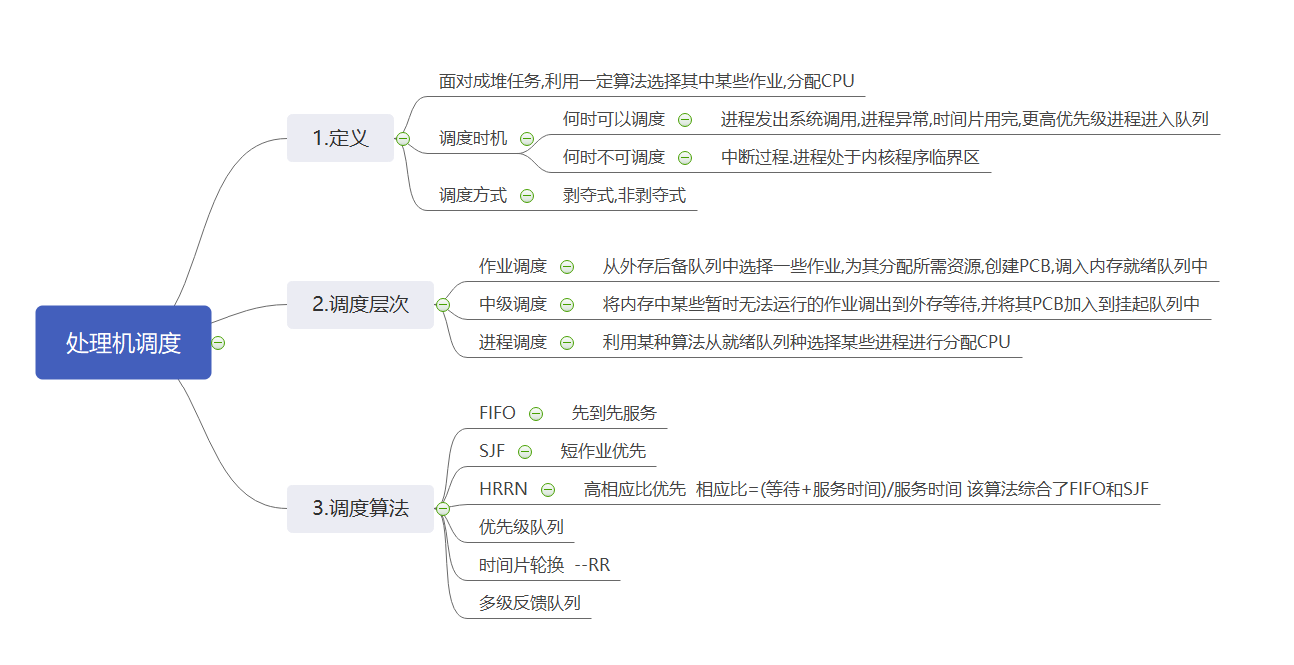 处理机调度
1.定义
面对成堆任务,利用一定算法选择其中某些作业,分配CPU
调度时机
何时可以调度
进程发出系统调用,进程异常,时间片用完,更高优先级进程进入队列
何时不可调度
中断过程.进程处于内核程序临界区
调度方式
剥夺式,非剥夺式
2.调度层次
作业调度
从外存后备队列中选择一些作业,为其分配所需资源,创建PCB,调入内存就绪队列中
中级调度
将内存中某些暂时无法运行的作业调出到外存等待,并将其PCB加入到挂起队列中
进程调度
利用某种算法从就绪队列种选择某些进程进行分配CPU
3.调度算法
FIFO
先到先服务
SJF
短作业优先
HRRN
高相应比优先 相应比=(等待+服务时间)/服务时间 该算法综合了FIFO和SJF
优先级队列
时间片轮换 --RR
多级反馈队列